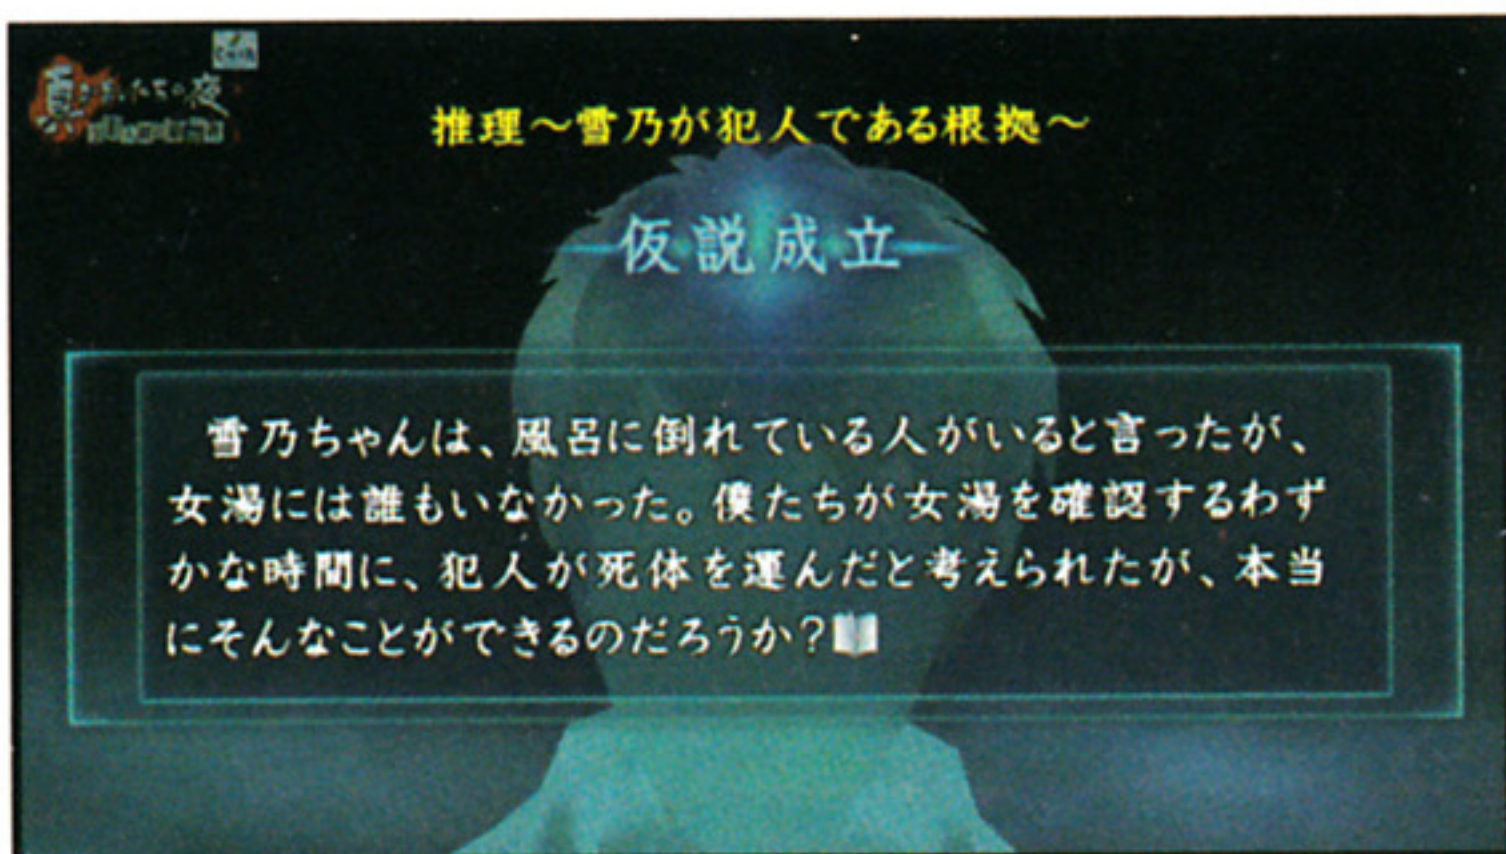 推理～雪乃が犯人である根拠～
仮説成立
雪乃ちゃんは、風呂に倒れている人がいると言ったが、
女湯には誰もいなかった。僕たちが女湯を確認するわず
かな時間に、犯人が死体を運んだと考えられたが、本当
にそんなことができるのだろうか？